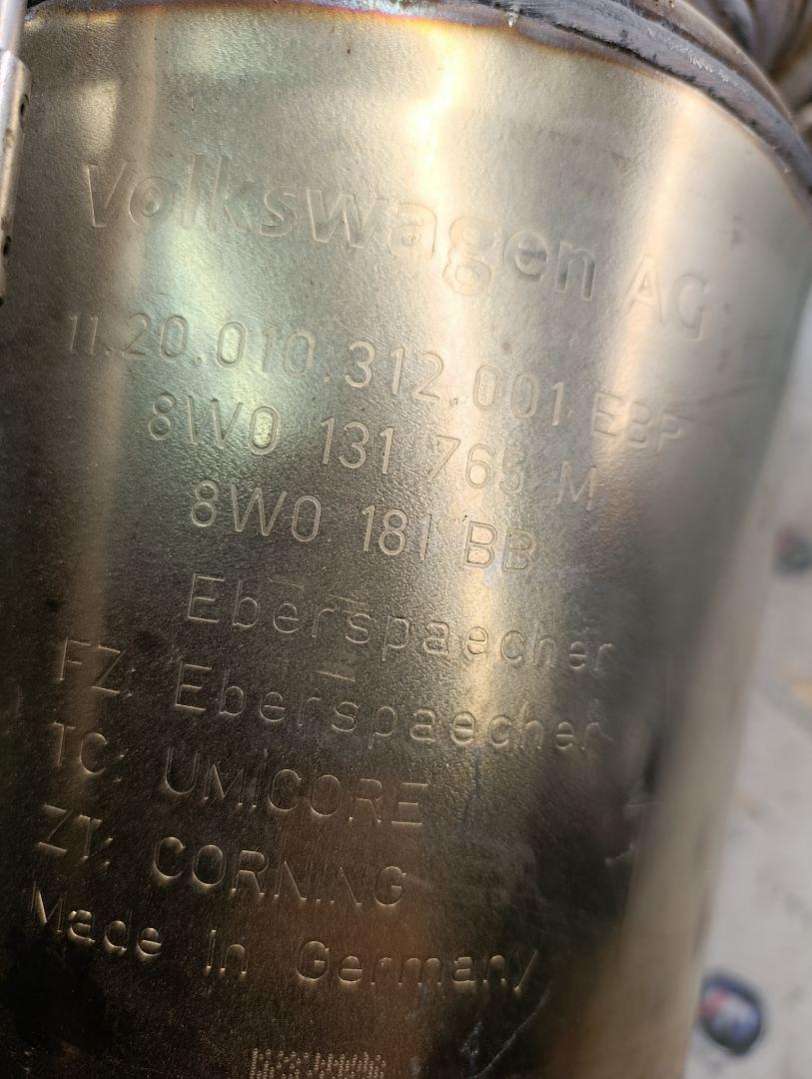 Volkswagen AG
11.20.010.312.001 EBP
8W0 131 765 M
8W0 181 BB
Eberspaecher
FZ: Eberspaecher
TC: UMICORE
ZT: CORNING
Made in Germany